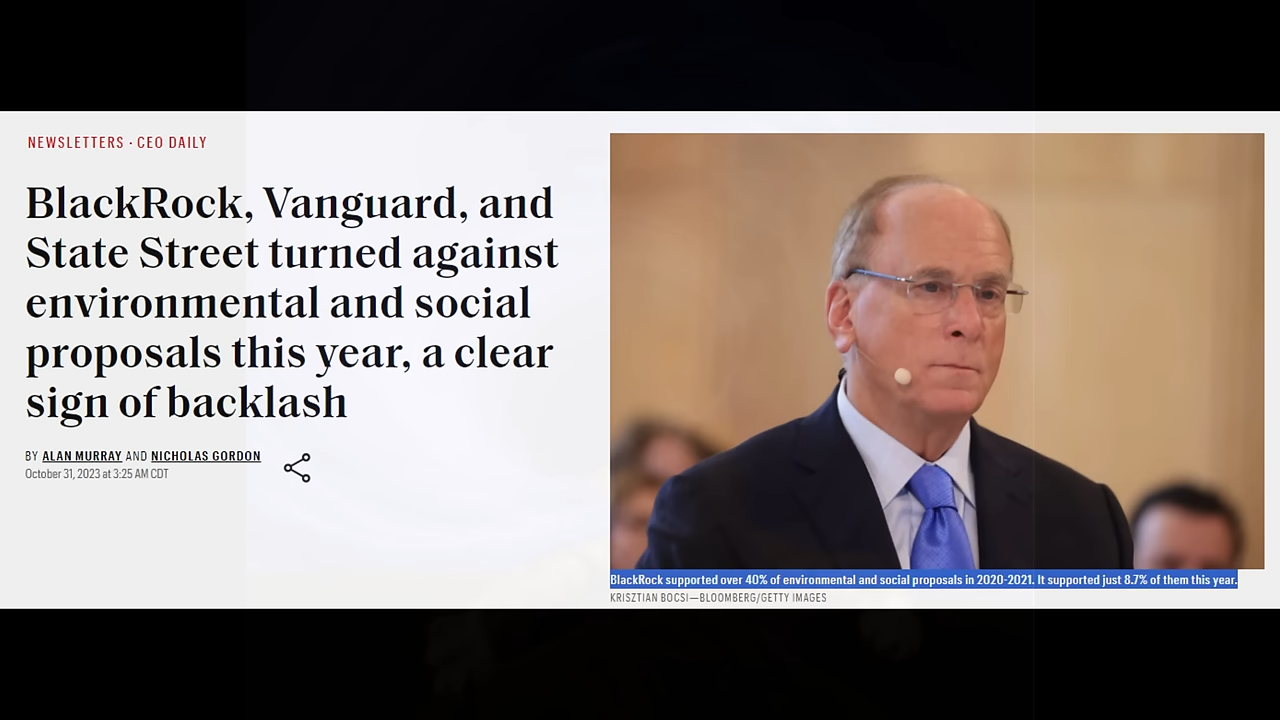 NEWSLETTERS · CEO DAILY
BlackRock, Vanguard, and
State Street turned against
environmental and social
proposals this year, a clear
sign of backlash
BY ALAN MURRAY AND NICHOLAS GORDON
October 31, 2023 at 3:25 AM CDT
BlackRock supported over 40% of environmental and social proposals in 2020-2021. It supported just 8.7% of them this year.
KRISZTIAN BOCSI—BLOOMBERG/GETTY IMAGES